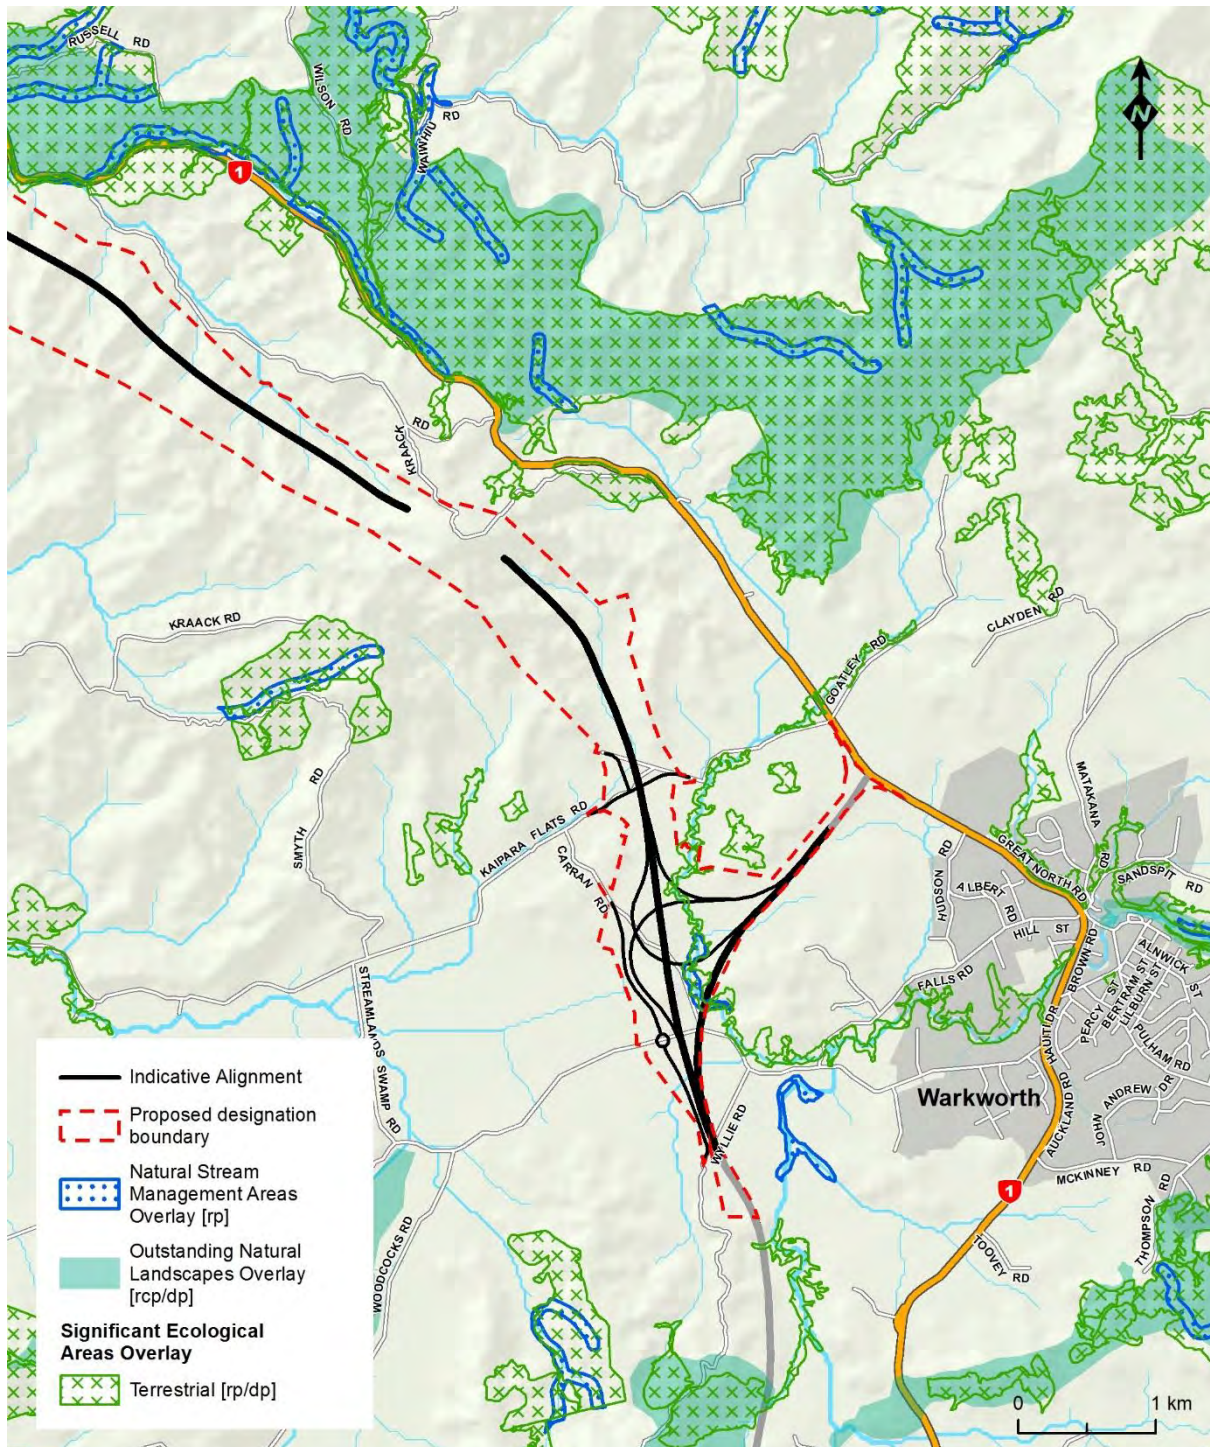 RUSSELL RD
WILSON RD
WAIWHIU RD
N
1
KRAACK RD
KRAACK RD
GOATLEY RD
CLAYDEN RD
SMYTH RD
KAIPARA FLATS RD
CARRAN RD
MATAKANA RD
GREAT NORTH RD
SANDSPIT RD
HUDSON RD
ALBERT RD
HILL ST
FALLS RD
BROWN RD
ALNWICK ST
PERCY ST
BERTRAM ST
LILBURN ST
PULHAM RD
HAUITI DR
ANDREW DR
JOHN
Warkworth
AUCKLAND RD
MCKINNEY RD
THOMPSON RD
1
TOOVEY RD
WYLLIE RD
STREAMLANDS SWAMP RD
WOODCOCKS RD
Indicative Alignment
Proposed designation
boundary
Natural Stream
Management Areas
Overlay [rp]
Outstanding Natural
Landscapes Overlay
[rcp/dp]
Significant Ecological
Areas Overlay
Terrestrial [rp/dp]
0 1 km